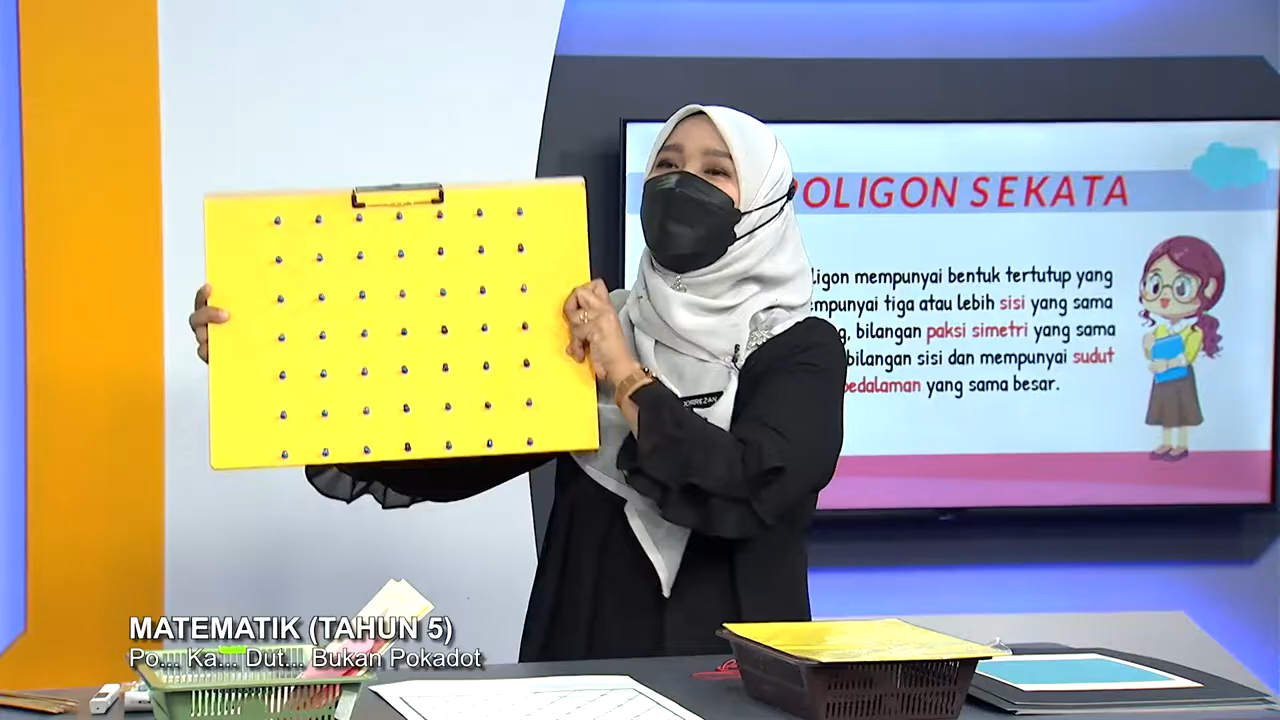 OLIGON SEKATA
ligon mempunyai bentuk tertutup yang
mpunyai tiga atau lebih sisi yang sama
g, bilangan paksi simetri yang sama
bilangan sisi dan mempunyai sudut
pedalaman yang sama besar.
MATEMATIK (TAHUN 5)
Po... Ka... Dut... Bukan Pokadot